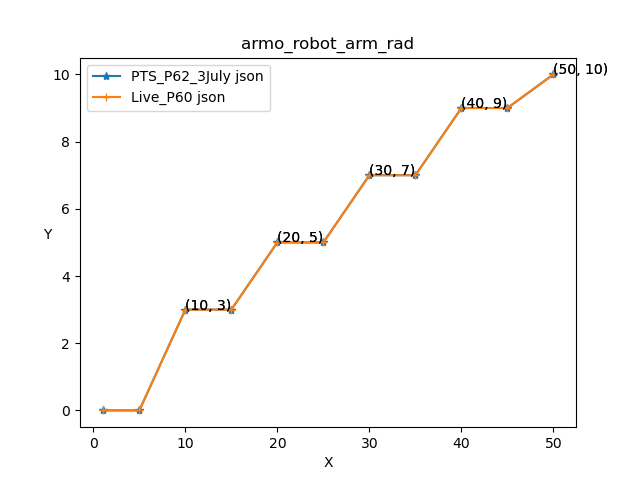 armo_robot_arm_rad
PTS_P62_3July json
Live_P60 json
(50, 10)
(40, 9)
(30, 7)
(20, 5)
(10, 3)
10
8
6
4
2
0
Y
0 10 20 30 40 50
X